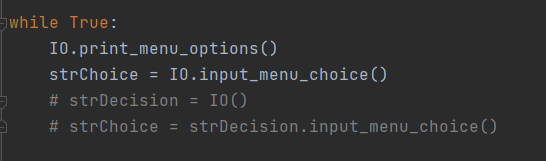 while True:
    IO.print_menu_options()
    strChoice = IO.input_menu_choice()
    # strDecision = IO()
    # strChoice = strDecision.input_menu_choice()